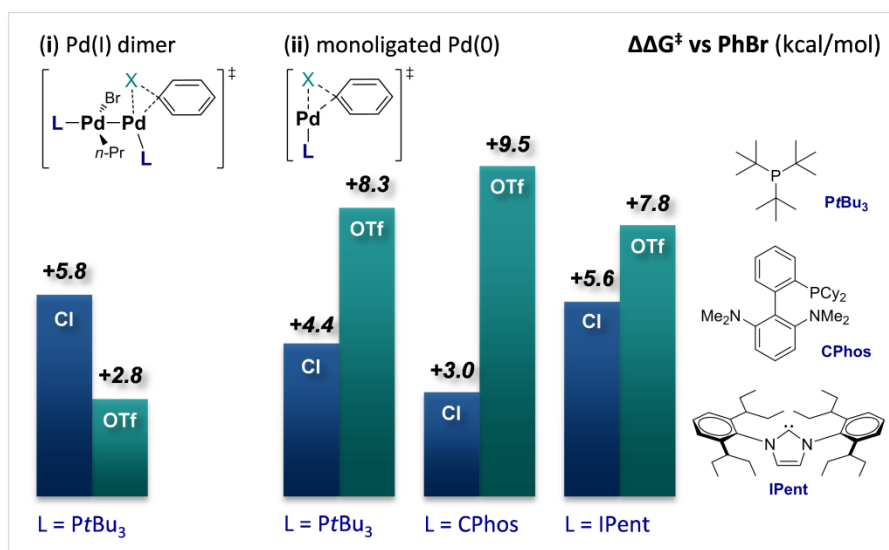 (i) Pd(I) dimer
(ii) monoligated Pd(0)
ΔΔG‡ vs PhBr (kcal/mol)
X
‡
Br
L Pd Pd
n-Pr
L
X
‡
Pd
L
+5.8
Cl
+2.8
OTf
L = PtBu3
+4.4
Cl
+8.3
OTf
L = PtBu3
+3.0
Cl
+9.5
OTf
L = CPhos
+5.6
Cl
+7.8
OTf
L = IPent
P
PtBu3
PCy2
Me2N NMe2
CPhos
N N
IPent